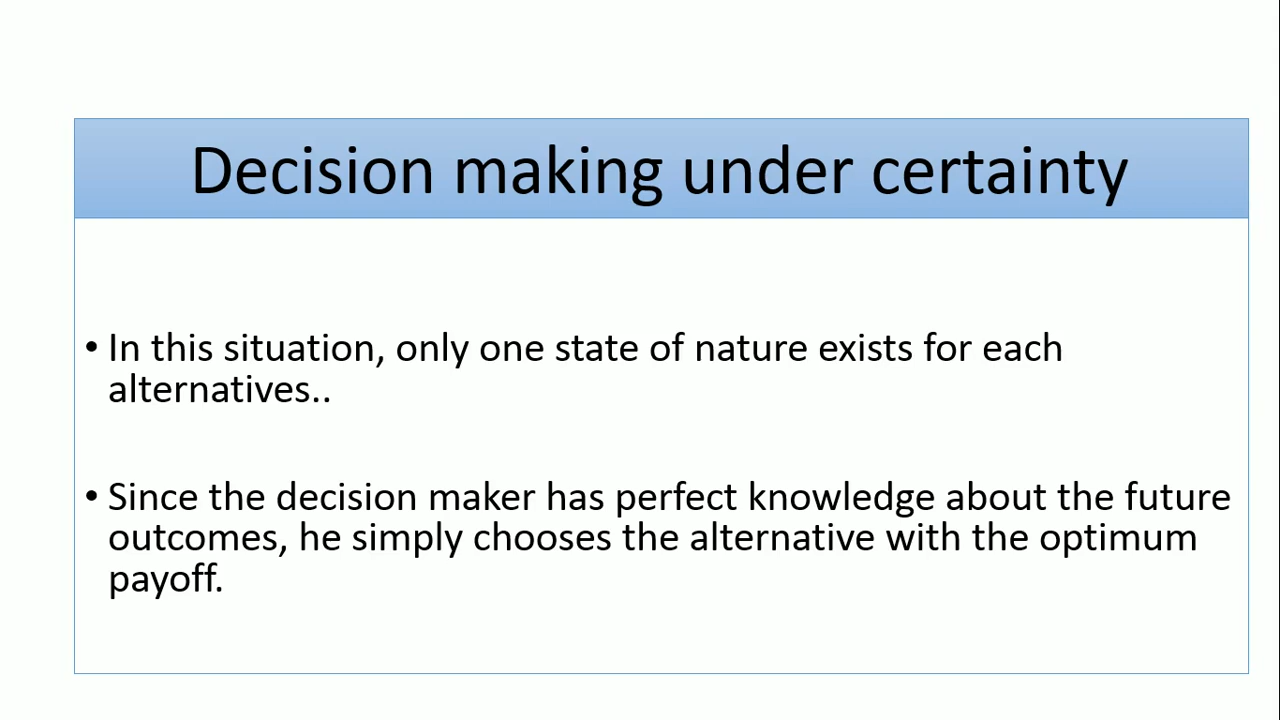 Decision making under certainty
• In this situation, only one state of nature exists for each
alternatives..
• Since the decision maker has perfect knowledge about the future
outcomes, he simply chooses the alternative with the optimum
payoff.